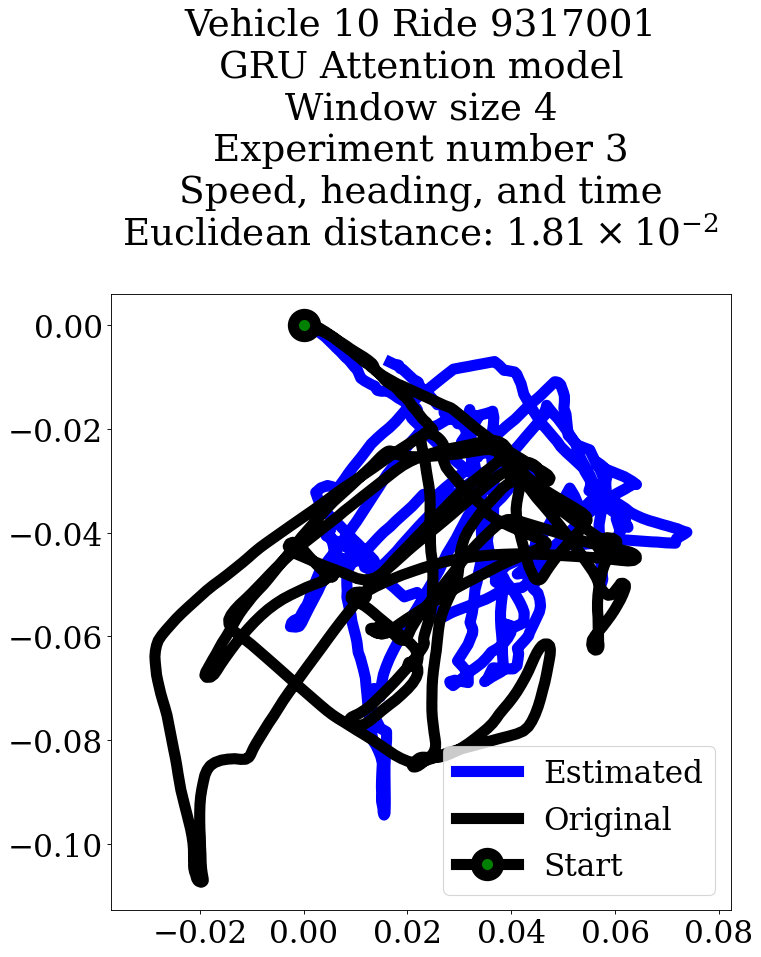 Vehicle 10 Ride 9317001
GRU Attention model
Window size 4
Experiment number 3
Speed, heading, and time
Euclidean distance: 1.81 × 10⁻²
0.00
−0.02
−0.04
−0.06
−0.08
−0.10
Estimated
Original
Start
−0.02 0.00 0.02 0.04 0.06 0.08